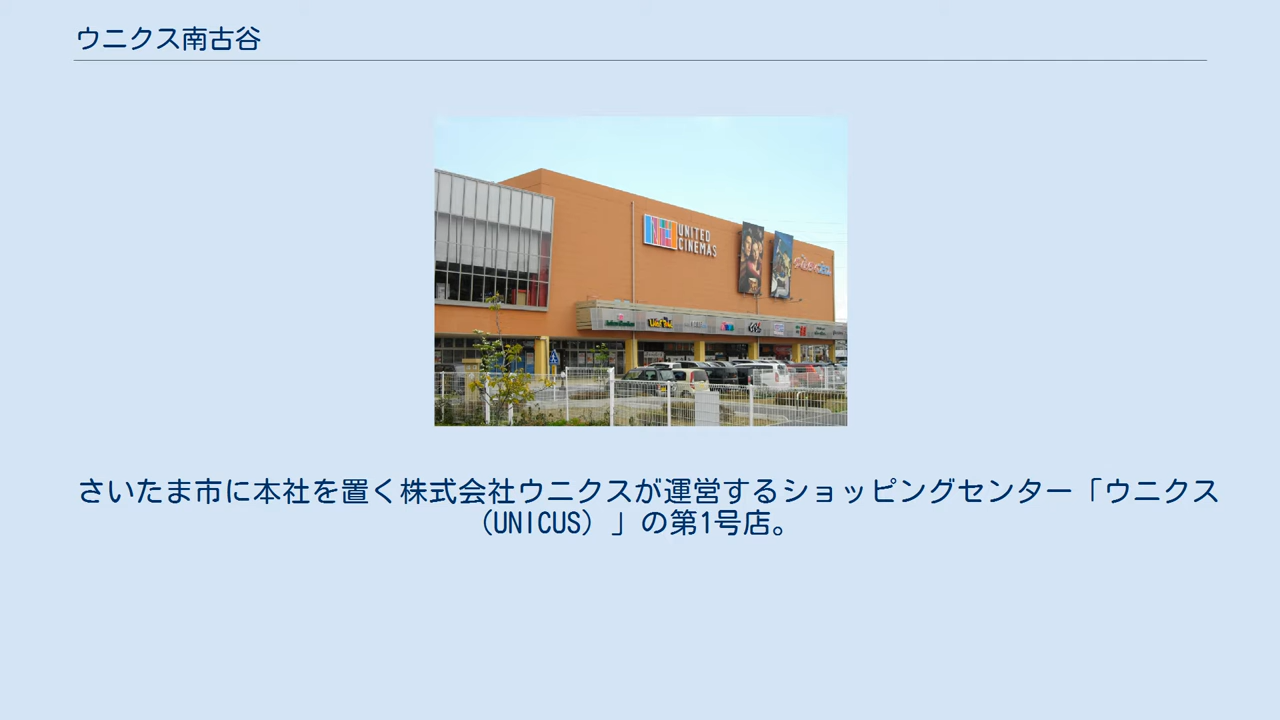 ウニクス南古谷
UNITED
CINEMAS
さいたま市に本社を置く株式会社ウニクスが運営するショッピングセンター「ウニクス
（UNICUS）」の第1号店。